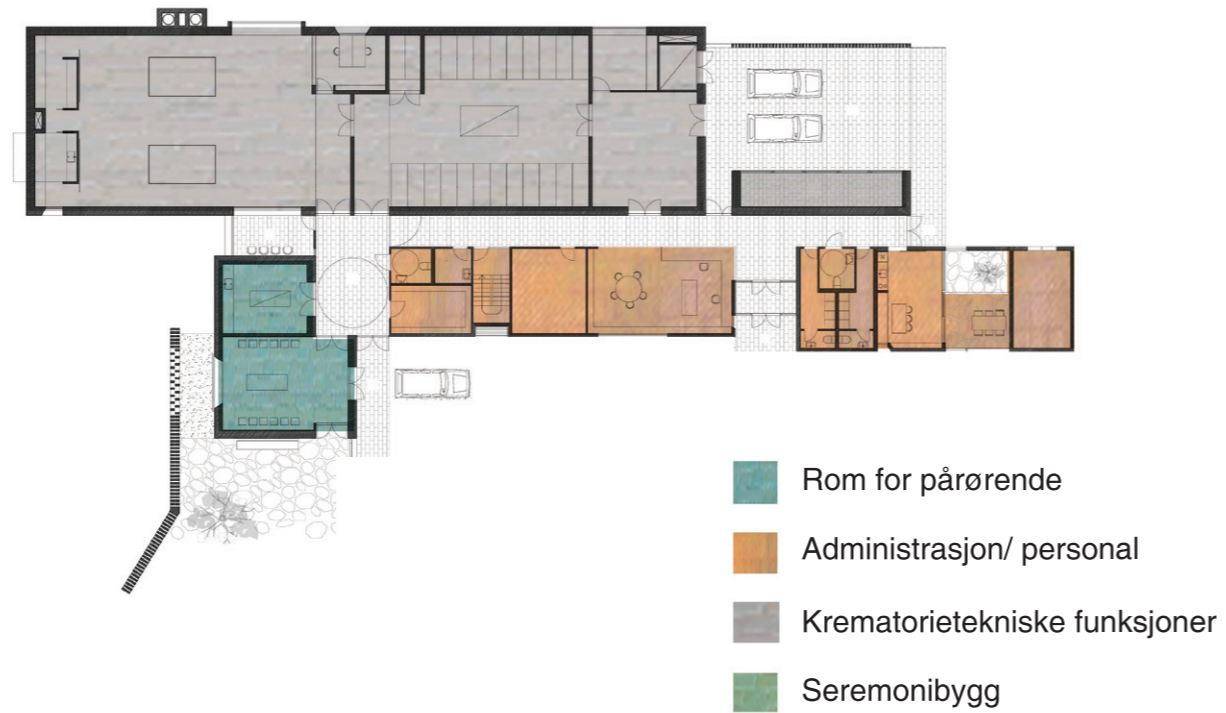 Rom for pårørende
Administrasjon/ personal
Krematorietekniske funksjoner
Seremonibygg